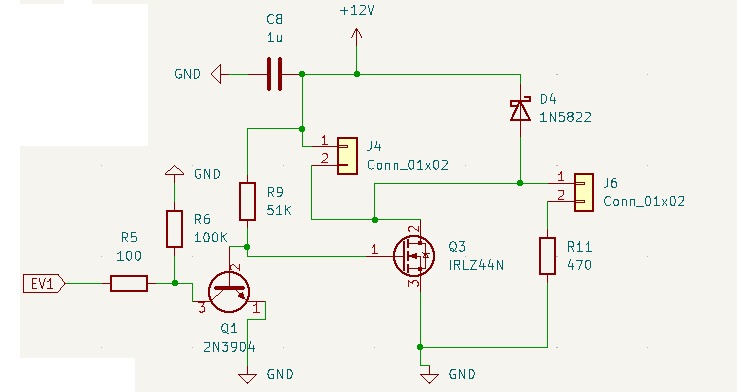 +12V
C8
1u
GND
D4
1N5822
1
J4
2
Conn_01x02
GND
1
J6
2
Conn_01x02
R9
51K
R6
100K
R5
100
2
1
Q3
IRLZ44N
R11
470
EV1
2
3
3
1
Q1
2N3904
GND
GND